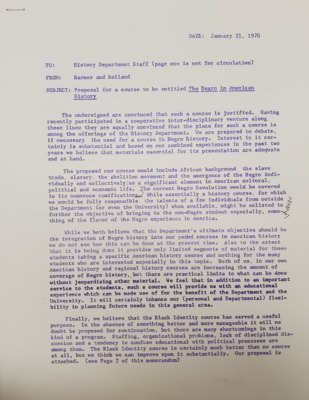 DATE: January 21, 1970
TO: History Department Staff (page one is not for circulation)
FROM: Barnes and Holland
SUBJECT: Proposal for a course to be entitled The Negro in American
History
The undersigned are convinced that such a course is justified. Having
recently participated in a cooperative inter-disciplinary venture along
these lines they are equally convinced that the place for such a course is
among the offerings of the History Department. We are prepared to debate,
if necessary the need for a course in Negro history. Interest in it cer-
tainly is substantial and based on our combined experiences in the past two
years we believe that materials essential for its presentation are adequate
and at hand.
The proposed one course would include African background the slave
trade, slavery the abolition movement and the emergence of the Negro indi-
vidually and collectively as a significant element in American cultural,
political and economic life. The current Negro Revolution would be covered
in its numerous ramifications. While essentially a history course for which
we would be fully responsible the talents of a few individuals from outside
the Department (or even the University) when available, might be enlisted to
further the objective of bringing to the non-Negro student especially, some-
thing of the flavor of the Negro experience in America.
While we both believe that the Department's ultimate objective should be
the integration of Negro history into our period courses in American history
we do not see how this can be done at the present time. Also to the extent
that it is being done it provides only limited segments of material for those
students taking a specific American history course and nothing for the many
students who are interested especially in this topic. Both of us, in our own
American history and regional history courses are increasing the amount of
coverage of Negro history, but there are practical limits to what can be done
without jeopardizing other material. We feel that in addition to an important
service to the students, such a course will provide us with an educational
experience which can be made use of for the benefit of the Department and the
University. It will certainly enhance our (personal and Departmental) flexi-
bility in planning future needs in this general area.
Finally, we believe that the Black Identity course has served a useful
purpose. In the absence of something better and more manageable it will no
doubt be proposed for continuation, but there are many shortcomings in this
kind of a program. Staffing, organizational problems, lack of disciplined dis-
cussion and a tendency to confuse educational with political processes are
among them. The Black Identity course is certainly much better than no course
at all, but we think we can improve upon it substantially. Our proposal is
attached. (see Page 2 of this memorandum)